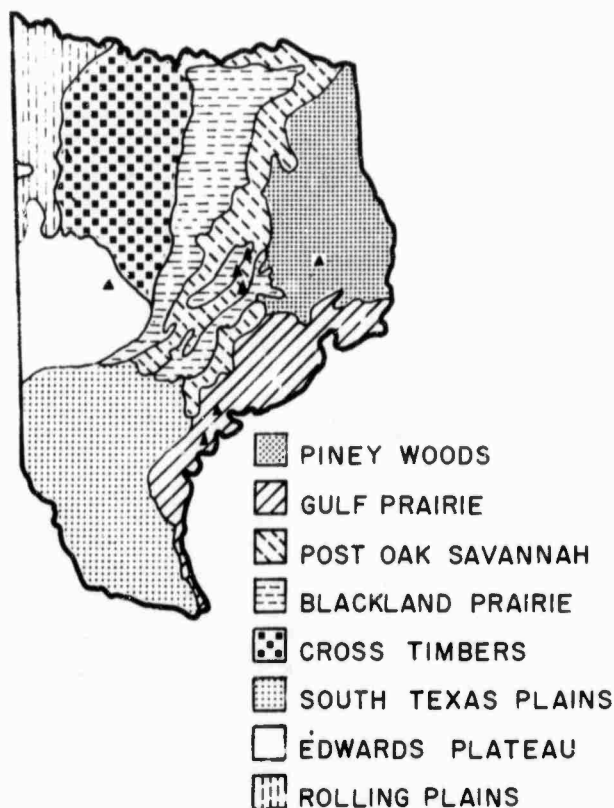 PINEY WOODS
GULF PRAIRIE
POST OAK SAVANNAH
BLACKLAND PRAIRIE
CROSS TIMBERS
SOUTH TEXAS PLAINS
EDWARDS PLATEAU
ROLLING PLAINS